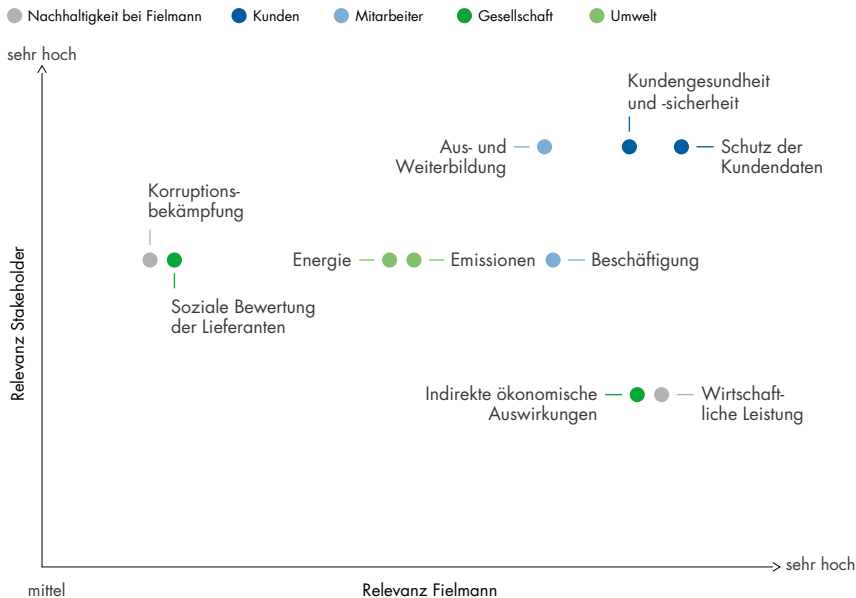 Nachhaltigkeit bei Fielmann
Kunden
Mitarbeiter
Gesellschaft
Umwelt
sehr hoch
Kundengesundheit
und -sicherheit
Aus- und
Weiterbildung
Schutz der
Kundendaten
Korruptions-
bekämpfung
Energie
Emissionen
Beschäftigung
Soziale Bewertung
der Lieferanten
Relevanz Stakeholder
Indirekte ökonomische
Auswirkungen
Wirtschaft-
liche Leistung
sehr hoch
mittel
Relevanz Fielmann